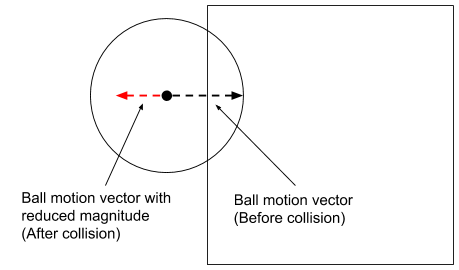 Ball motion vector with
reduced magnitude
(After collision)
Ball motion vector
(Before collision)